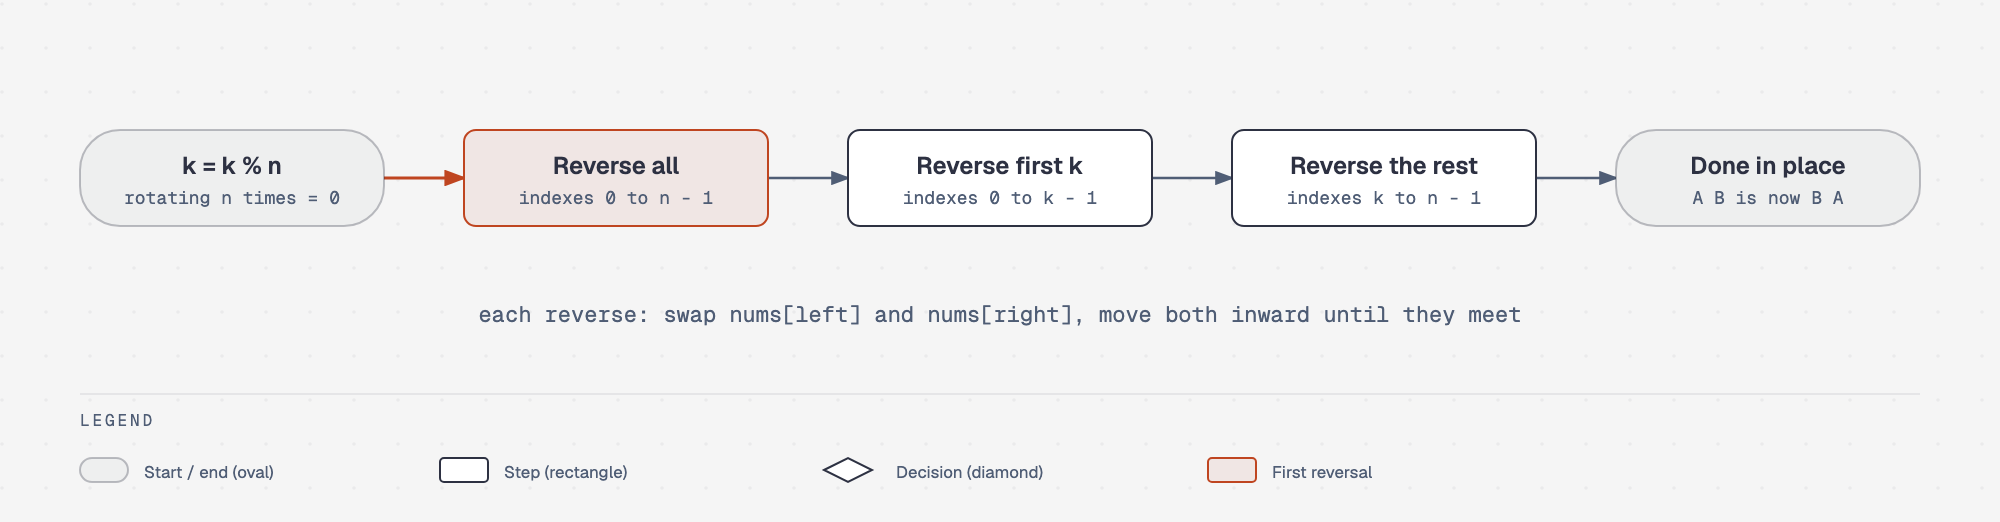 k = k % n
rotating n times = 0
Reverse all
indexes 0 to n - 1
Reverse first k
indexes 0 to k - 1
Reverse the rest
indexes k to n - 1
Done in place
A B is now B A
each reverse: swap nums[left] and nums[right], move both inward until they meet
LEGEND
Start / end (oval)
Step (rectangle)
Decision (diamond)
First reversal